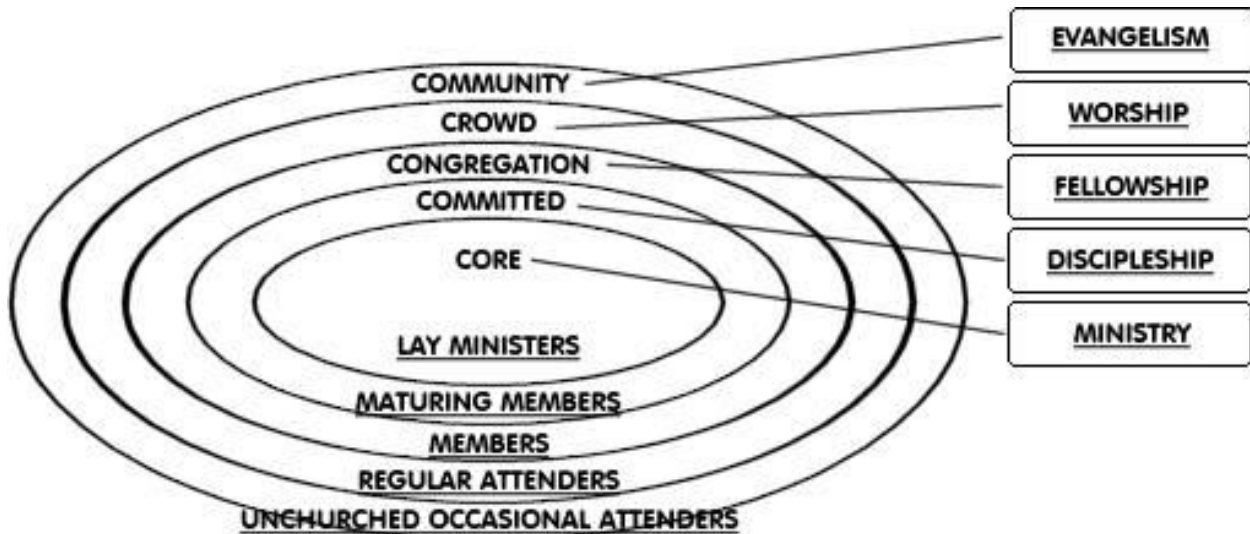 EVANGELISM
COMMUNITY
WORSHIP
CROWD
CONGREGATION
FELLOWSHIP
COMMITTED
CORE
DISCIPLESHIP
MINISTRY
LAY MINISTERS
MATURING MEMBERS
MEMBERS
REGULAR ATTENDERS
UNCHURCHED OCCASIONAL ATTENDERS